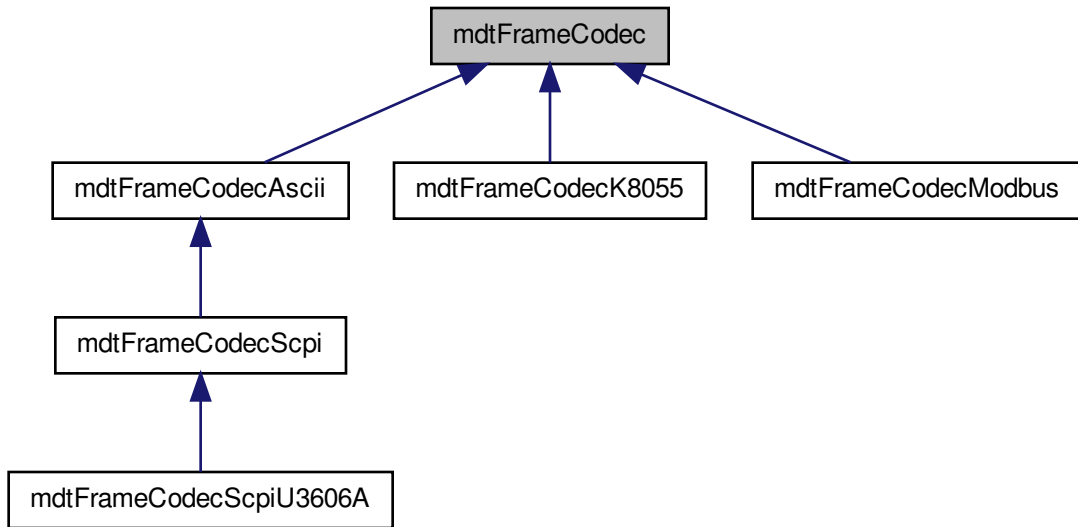 mdtFrameCodec
mdtFrameCodecAscii
mdtFrameCodecK8055
mdtFrameCodecModbus
mdtFrameCodecScpi
mdtFrameCodecScpiU3606A